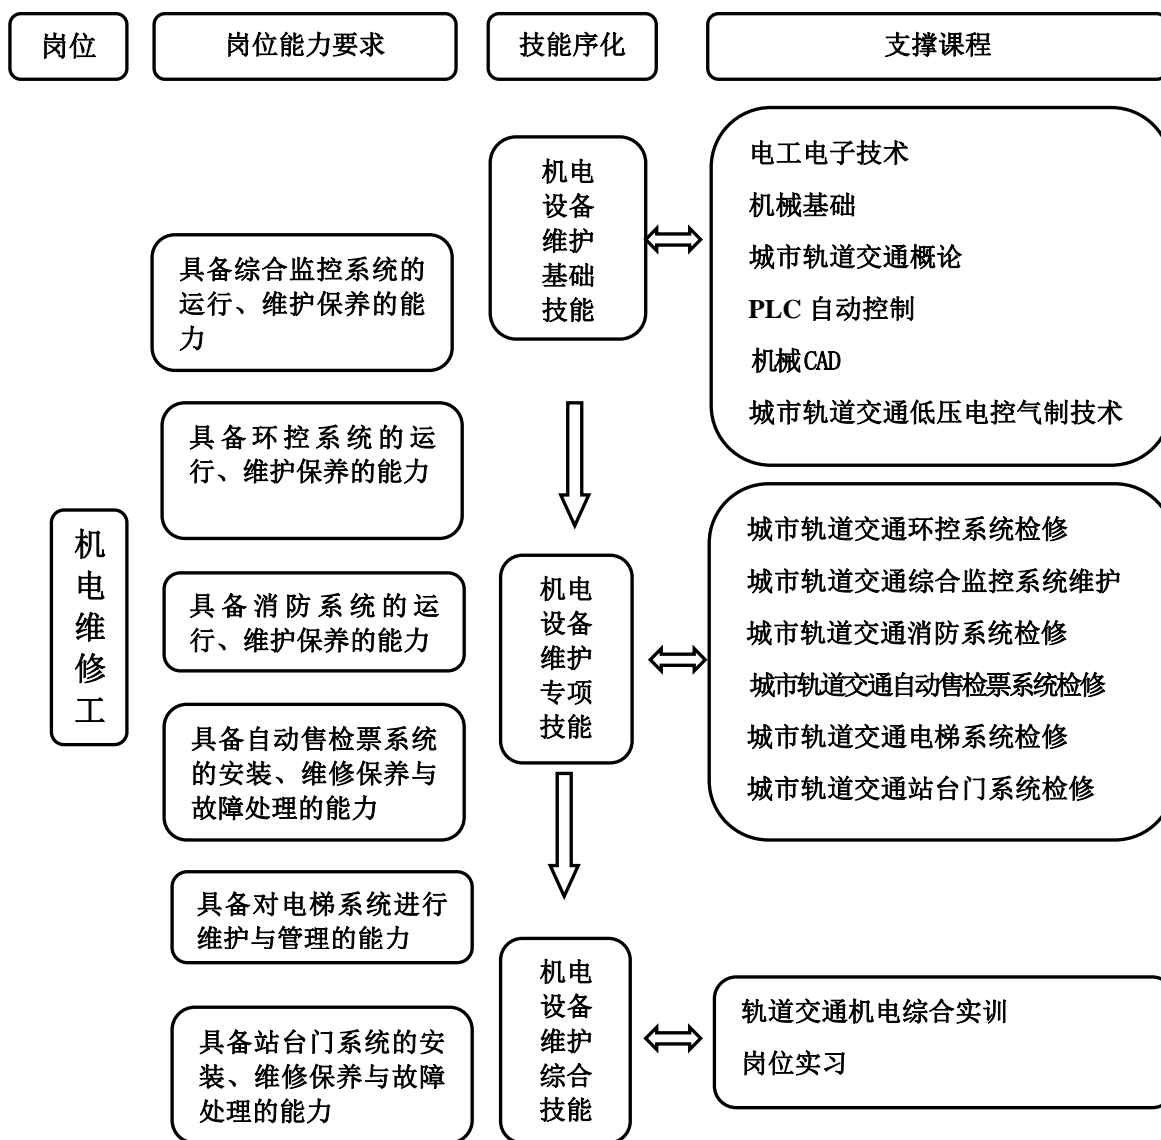 岗位
岗位能力要求
技能序化
支撑课程
机
电
维
修
工
具备综合监控系统的
运行、维护保养的能
力
具备环控系统的运
行、维护保养的能力
具备消防系统的运
行、维护保养的能力
具备自动售检票系统
的安装、维修保养与
故障处理的能力
具备对电梯系统进行
维护与管理的能力
具备站台门系统的安
装、维修保养与故障
处理的能力
机电
设备
维护
基础
技能
机电
设备
维护
专项
技能
机电
设备
维护
综合
技能
电工电子技术
机械基础
城市轨道交通概论
PLC 自动控制
机械CAD
城市轨道交通低压电控气制技术
城市轨道交通环控系统检修
城市轨道交通综合监控系统维护
城市轨道交通消防系统检修
城市轨道交通自动售检票系统检修
城市轨道交通电梯系统检修
城市轨道交通站台门系统检修
轨道交通机电综合实训
岗位实习